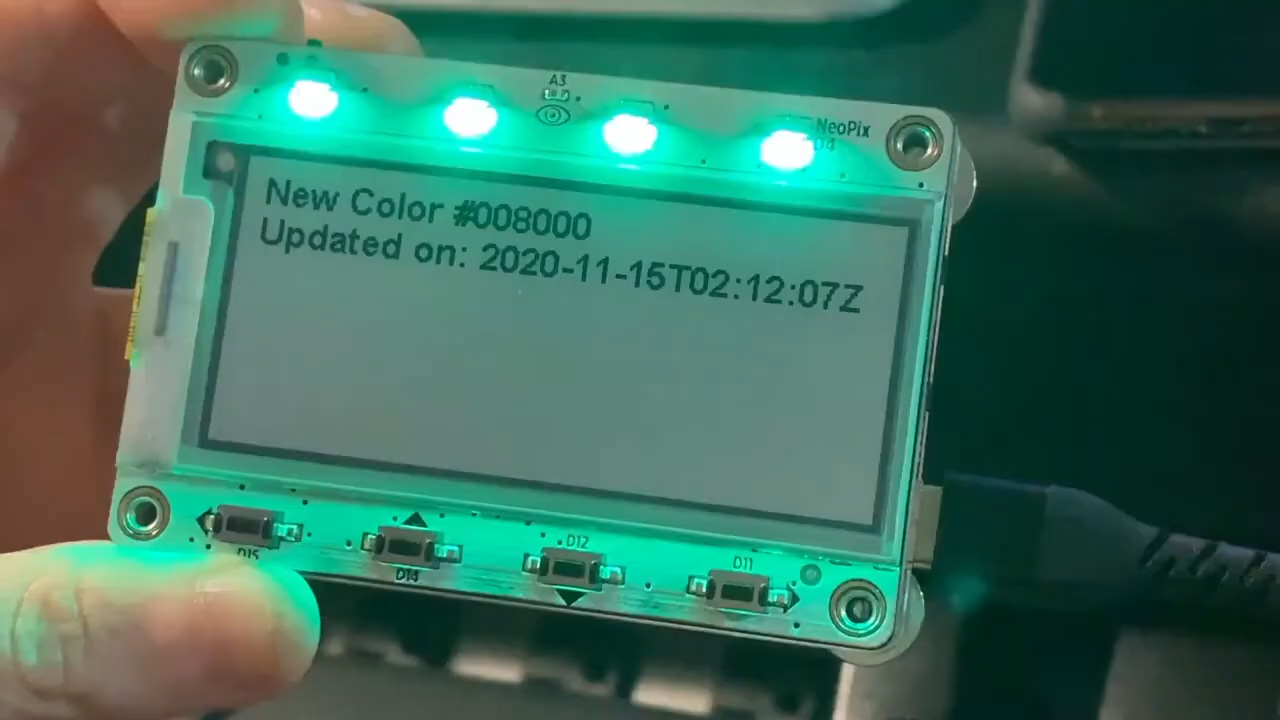 A3
NeoPix
D4
New Color #008000
Updated on: 2020-11-15T02:12:07Z
D15
D14
D12
D11